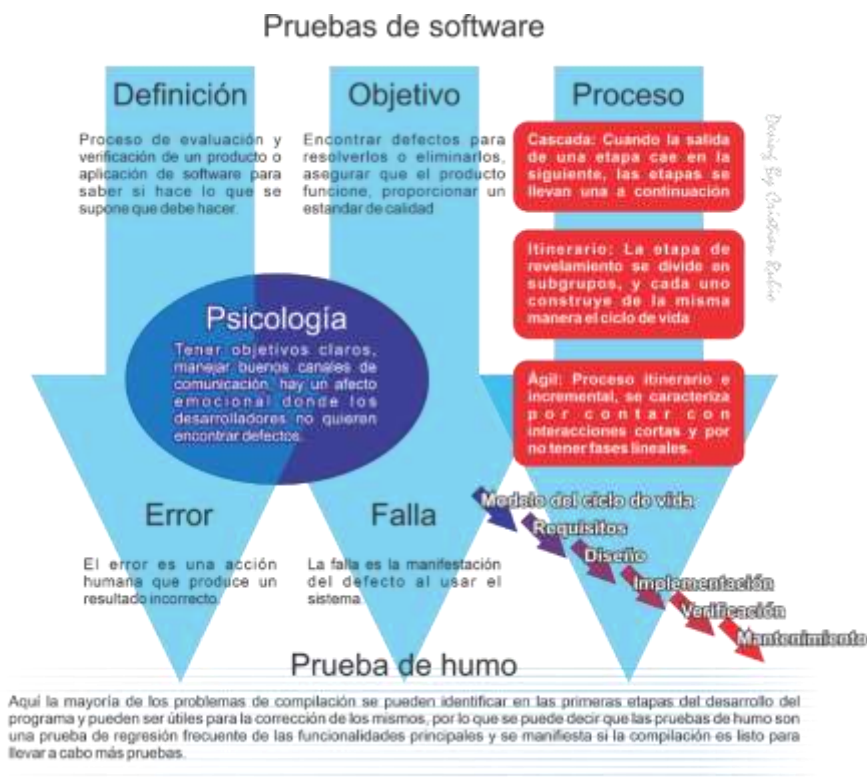 Pruebas de software
Definición
Proceso de evaluación y
verificación de un producto o
aplicación de software para
saber si hace lo que se
supone que debe hacer.
Objetivo
Encontrar defectos para
resolverlos o eliminarlos,
asegurar que el producto
funcione, proporcionar un
estandar de calidad
Proceso
Cascada: Cuando la salida
de una etapa cae en la
siguiente, las etapas se
llevan una a continuación
Itinerario: La etapa de
revelamiento se divide en
subgrupos, y cada uno
construye de la misma
manera el ciclo de vida
Ágil: Proceso itinerario e
incremental, se caracteriza
por contar con
interacciones cortas y por
no tener fases lineales.
Desing By Cristian Rubio
Psicología
Tener objetivos claros,
manejar buenos canales de
comunicación, hay un afecto
emocional donde los
desarrolladores no quieren
encontrar defectos.
Error
El error es una acción
humana que produce un
resultado incorrecto.
Falla
La falla es la manifestación
del defecto al usar el
sistema
Modelo del ciclo de vida
Requisitos
Diseño
Implementación
Verificación
Mantenimiento
Prueba de humo
Aquí la mayoría de los problemas de compilación se pueden identificar en las primeras etapas del desarrollo del
programa y pueden ser útiles para la corrección de los mismos, por lo que se puede decir que las pruebas de humo son
una prueba de regresión frecuente de las funcionalidades principales y se manifiesta si la compilación es listo para
llevar a cabo más pruebas.